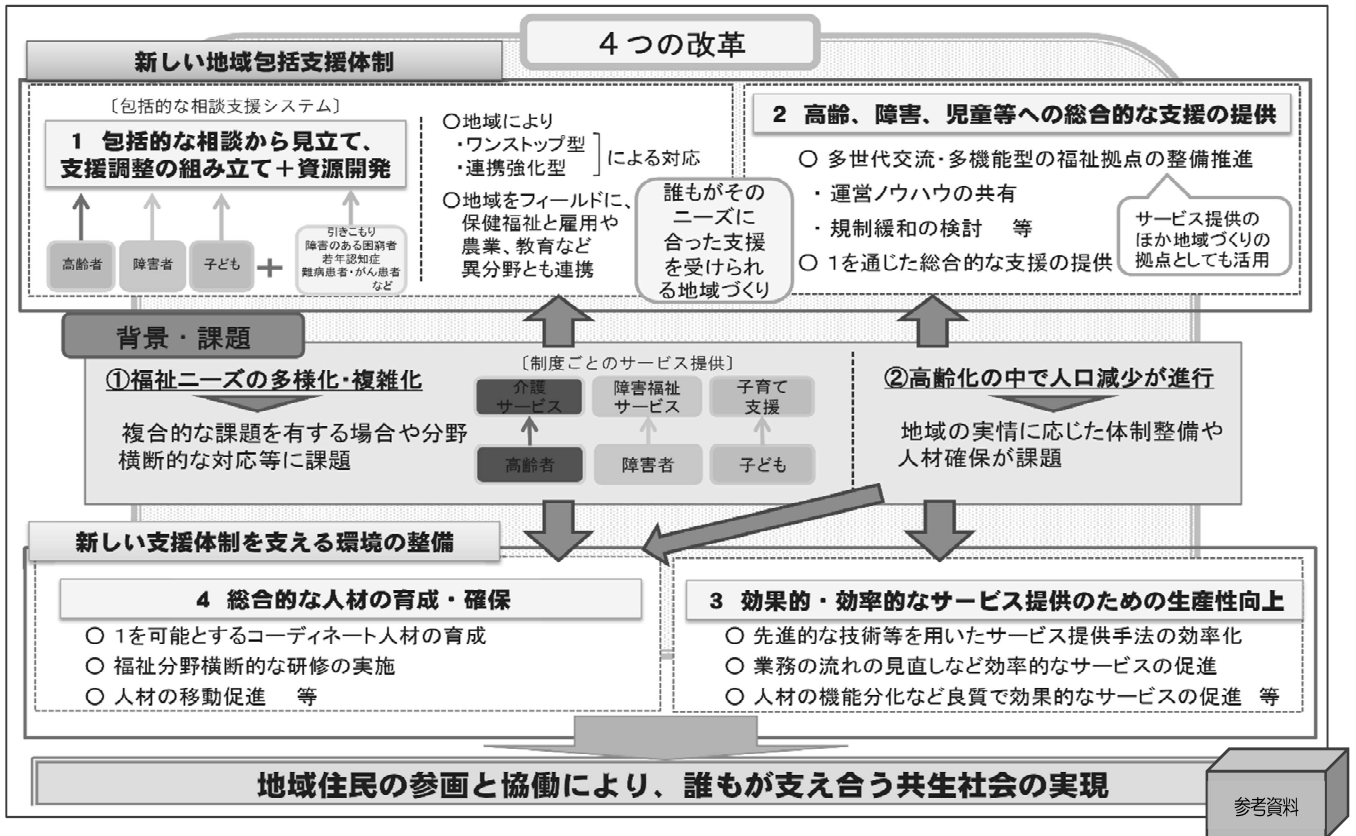 4つの改革
新しい地域包括支援体制
〔包括的な相談支援システム〕
1 包括的な相談から見立て、
支援調整の組み立て＋資源開発
高齢者
障害者
子ども
＋
引きこもり
障害のある困窮者
若年認知症
難病患者・がん患者
など
○地域により
・ワンストップ型
・連携強化型
による対応
○地域をフィールドに、
保健福祉と雇用や
農業、教育など
異分野とも連携
誰もがその
ニーズに
合った支援
を受けられ
る地域づくり
2 高齢、障害、児童等への総合的な支援の提供
○ 多世代交流・多機能型の福祉拠点の整備推進
・運営ノウハウの共有
・規制緩和の検討 等
○ 1を通じた総合的な支援の提供
サービス提供の
ほか地域づくりの
拠点としても活用
背景・課題
①福祉ニーズの多様化・複雑化
複合的な課題を有する場合や分野
横断的な対応等に課題
〔制度ごとのサービス提供〕
介護
サービス
障害福祉
サービス
子育て
支援
高齢者
障害者
子ども
②高齢化の中で人口減少が進行
地域の実情に応じた体制整備や
人材確保が課題
新しい支援体制を支える環境の整備
4 総合的な人材の育成・確保
○ 1を可能とするコーディネート人材の育成
○ 福祉分野横断的な研修の実施
○ 人材の移動促進 等
3 効果的・効率的なサービス提供のための生産性向上
○ 先進的な技術等を用いたサービス提供手法の効率化
○ 業務の流れの見直しなど効率的なサービスの促進
○ 人材の機能分化など良質で効果的なサービスの促進 等
地域住民の参画と協働により、誰もが支え合う共生社会の実現
参考資料